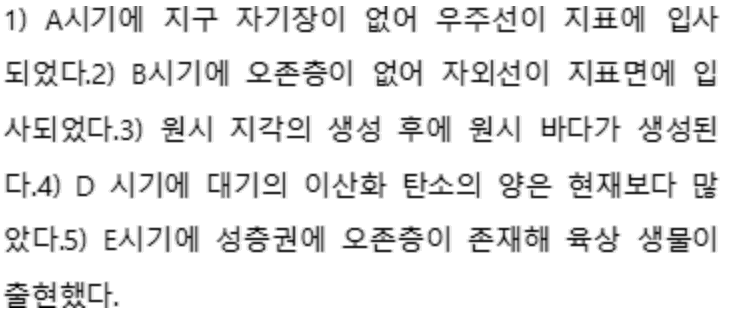 1) A시기에 지구 자기장이 없어 우주선이 지표에 입사
되었다.2) B시기에 오존층이 없어 자외선이 지표면에 입
사되었다.3) 원시 지각의 생성 후에 원시 바다가 생성된
다.4) D 시기에 대기의 이산화 탄소의 양은 현재보다 많
았다.5) E시기에 성층권에 오존층이 존재해 육상 생물이
출현했다.